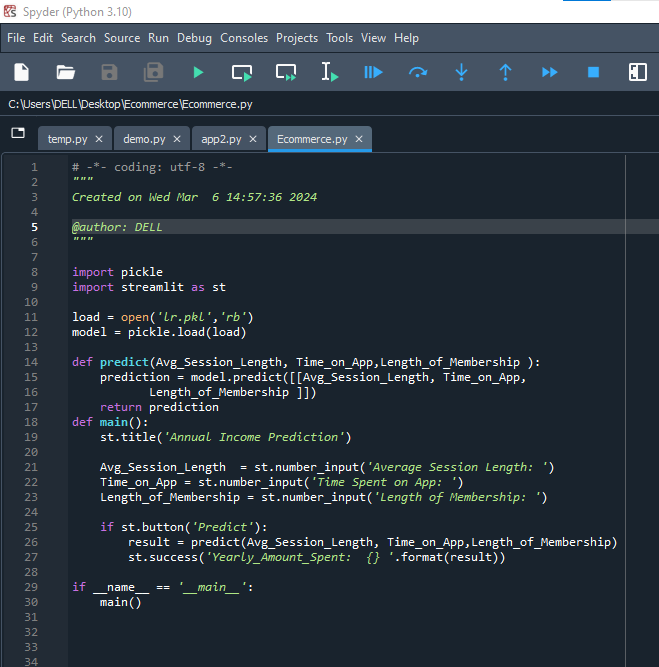 Spyder (Python 3.10)
File Edit Search Source Run Debug Consoles Projects Tools View Help
C:\Users\DELL\Desktop\Ecommerce\Ecommerce.py
temp.py demo.py app2.py Ecommerce.py
1 # -*- coding: utf-8 -*-
2 """
3 Created on Wed Mar  6 14:57:36 2024
4
5 @author: DELL
6 """
7
8 import pickle
9 import streamlit as st
10
11 load = open('lr.pkl','rb')
12 model = pickle.load(load)
13
14 def predict(Avg_Session_Length, Time_on_App,Length_of_Membership ):
15     prediction = model.predict([[Avg_Session_Length, Time_on_App,
16            Length_of_Membership ]])
17     return prediction
18 def main():
19     st.title('Annual Income Prediction')
20
21     Avg_Session_Length  = st.number_input('Average Session Length: ')
22     Time_on_App = st.number_input('Time Spent on App: ')
23     Length_of_Membership = st.number_input('Length of Membership: ')
24
25     if st.button('Predict'):
26         result = predict(Avg_Session_Length, Time_on_App,Length_of_Membership)
27         st.success('Yearly_Amount_Spent:  {} '.format(result))
28
29 if __name__ == '__main__':
30     main()
31
32
33
34